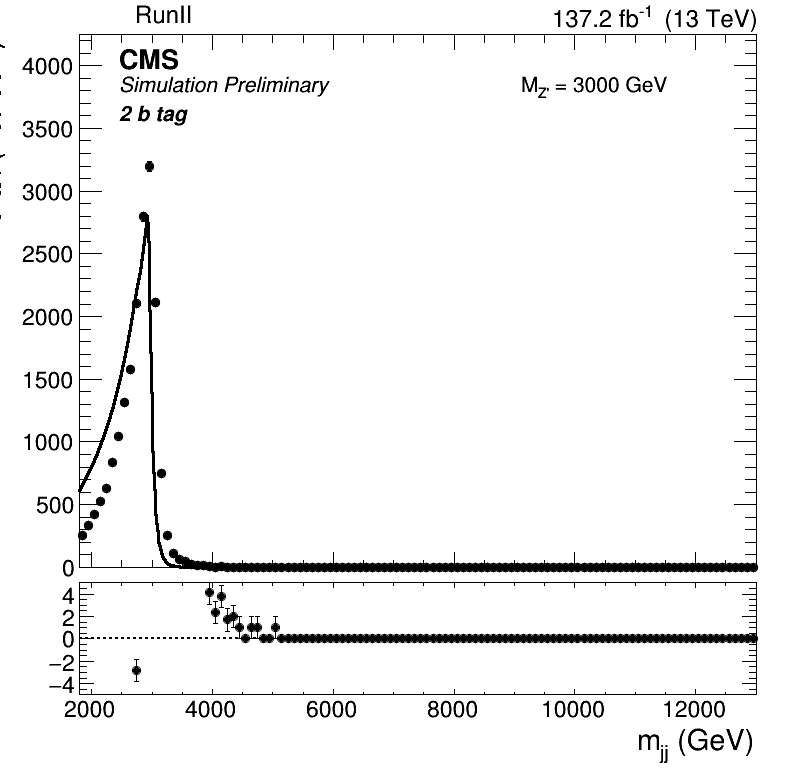 RunII
137.2 fb-1 (13 TeV)
CMS
Simulation Preliminary
2 b tag
MZ' = 3000 GeV
4000
3500
3000
2500
2000
1500
1000
500
0
4
2
0
−2
−4
2000 4000 6000 8000 10000 12000
mjj (GeV)